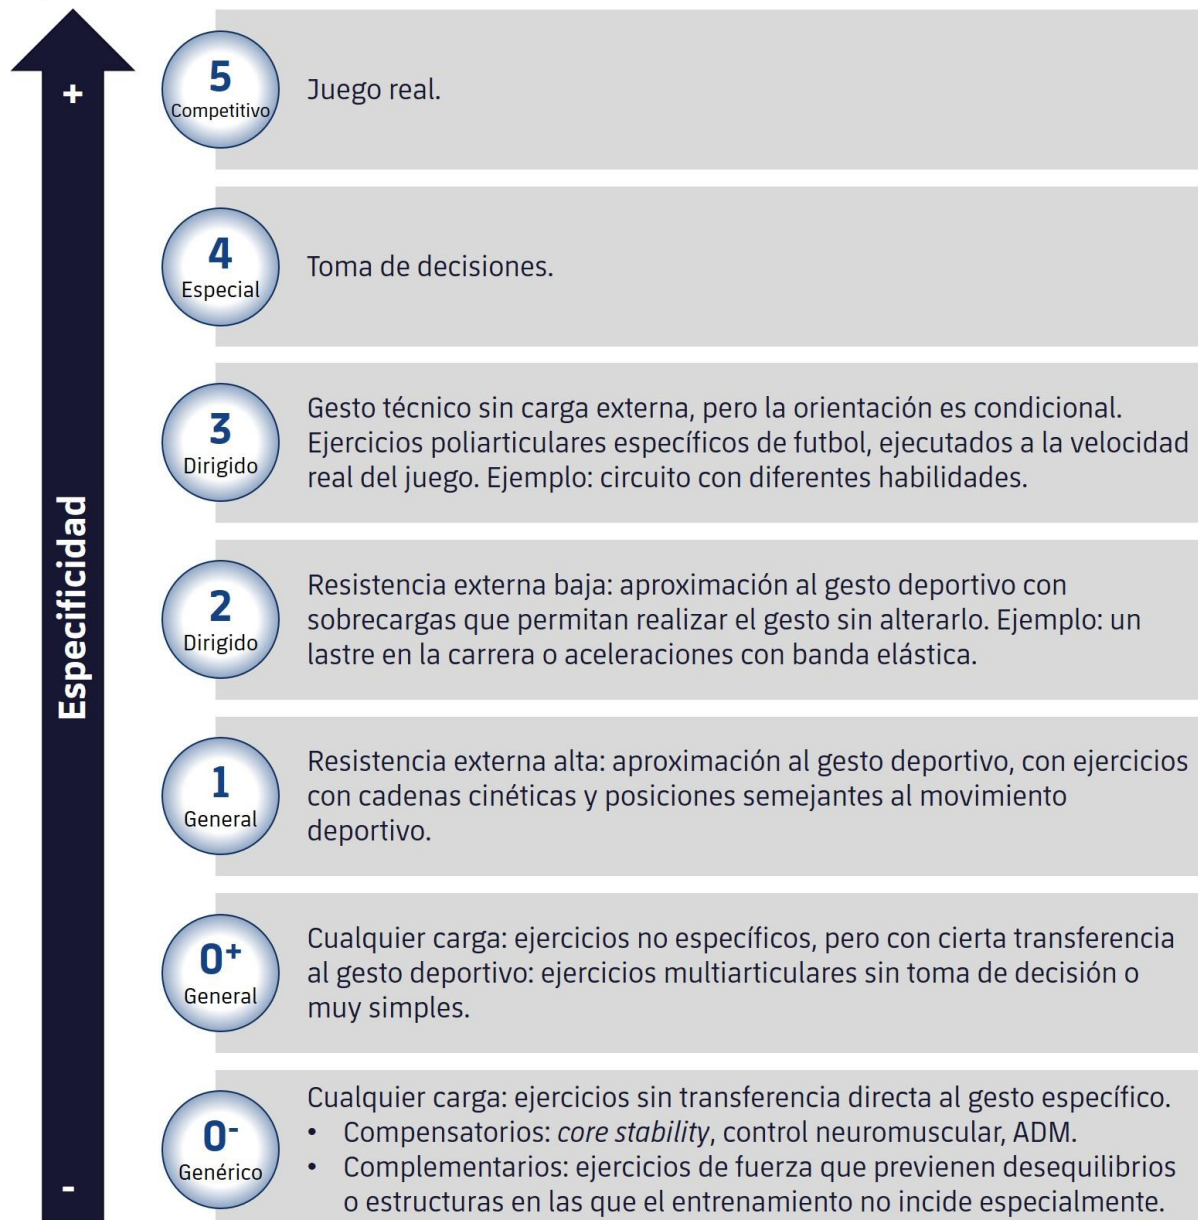 +
Especificidad
-
5
Competitivo
Juego real.
4
Especial
Toma de decisiones.
3
Dirigido
Gesto técnico sin carga externa, pero la orientación es condicional.
Ejercicios poliarticulares específicos de futbol, ejecutados a la velocidad
real del juego. Ejemplo: circuito con diferentes habilidades.
2
Dirigido
Resistencia externa baja: aproximación al gesto deportivo con
sobrecargas que permitan realizar el gesto sin alterarlo. Ejemplo: un
lastre en la carrera o aceleraciones con banda elástica.
1
General
Resistencia externa alta: aproximación al gesto deportivo, con ejercicios
con cadenas cinéticas y posiciones semejantes al movimiento
deportivo.
0+
General
Cualquier carga: ejercicios no específicos, pero con cierta transferencia
al gesto deportivo: ejercicios multiarticulares sin toma de decisión o
muy simples.
0-
Genérico
Cualquier carga: ejercicios sin transferencia directa al gesto específico.
• Compensatorios: core stability, control neuromuscular, ADM.
• Complementarios: ejercicios de fuerza que previenen desequilibrios
o estructuras en las que el entrenamiento no incide especialmente.